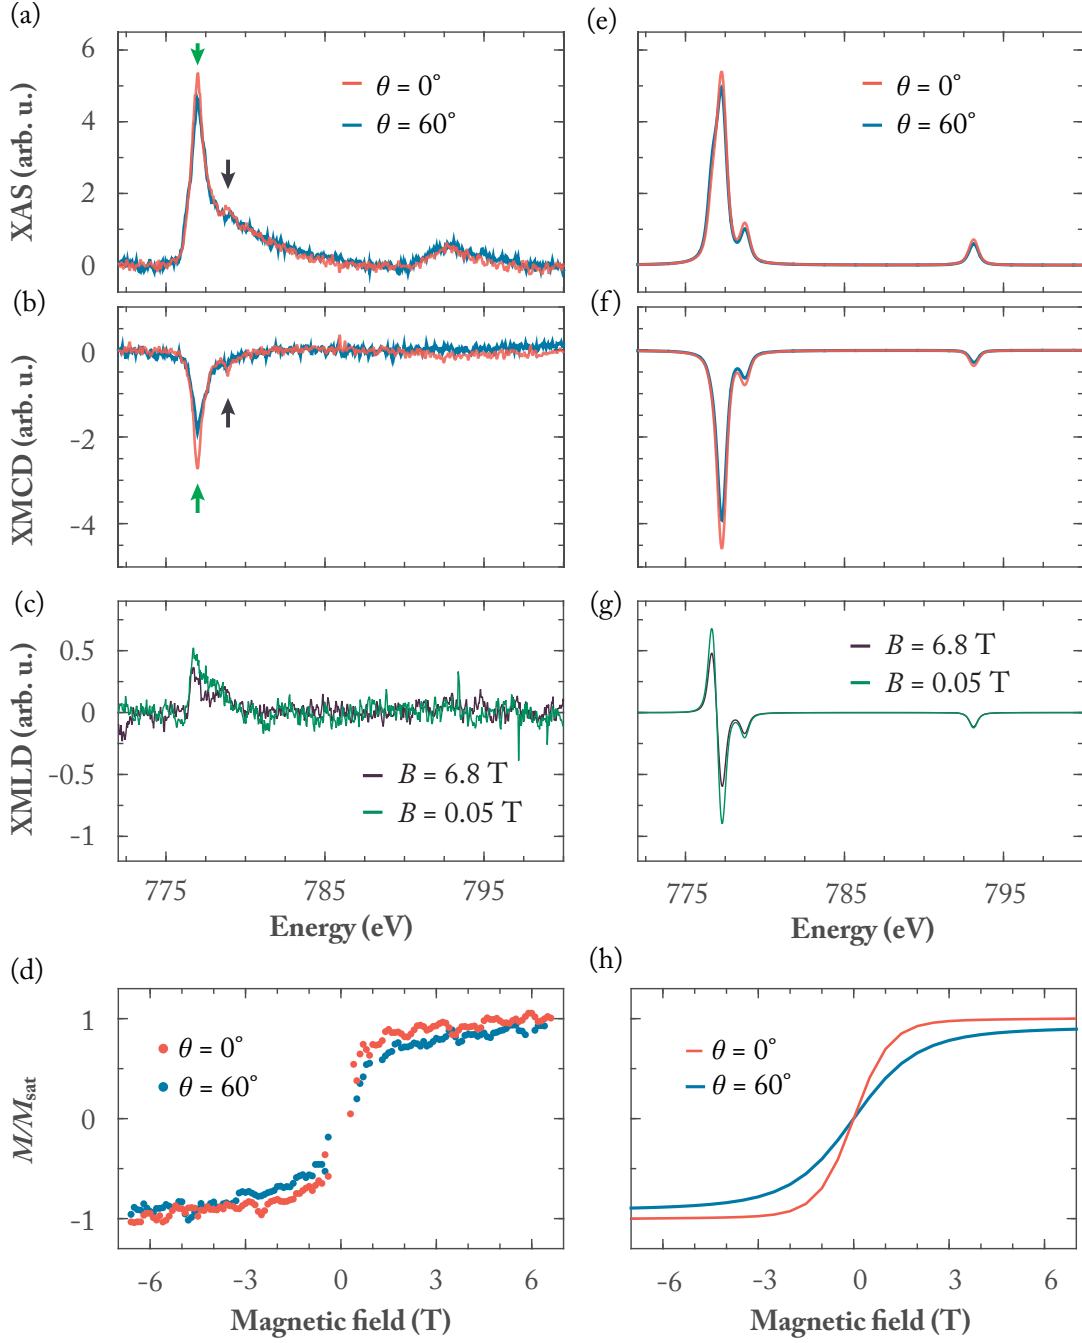 (a)
XAS (arb. u.)
6
4
2
0
θ = 0°
θ = 60°
(e)
θ = 0°
θ = 60°
(b)
XMCD (arb. u.)
0
-2
-4
(f)
(c)
XMLD (arb. u.)
0.5
0
-0.5
-1
B = 6.8 T
B = 0.05 T
775 785 795
Energy (eV)
(g)
B = 6.8 T
B = 0.05 T
775 785 795
Energy (eV)
(d)
M/Msat
1
0
-1
θ = 0°
θ = 60°
-6 -3 0 3 6
Magnetic field (T)
(h)
θ = 0°
θ = 60°
-6 -3 0 3 6
Magnetic field (T)